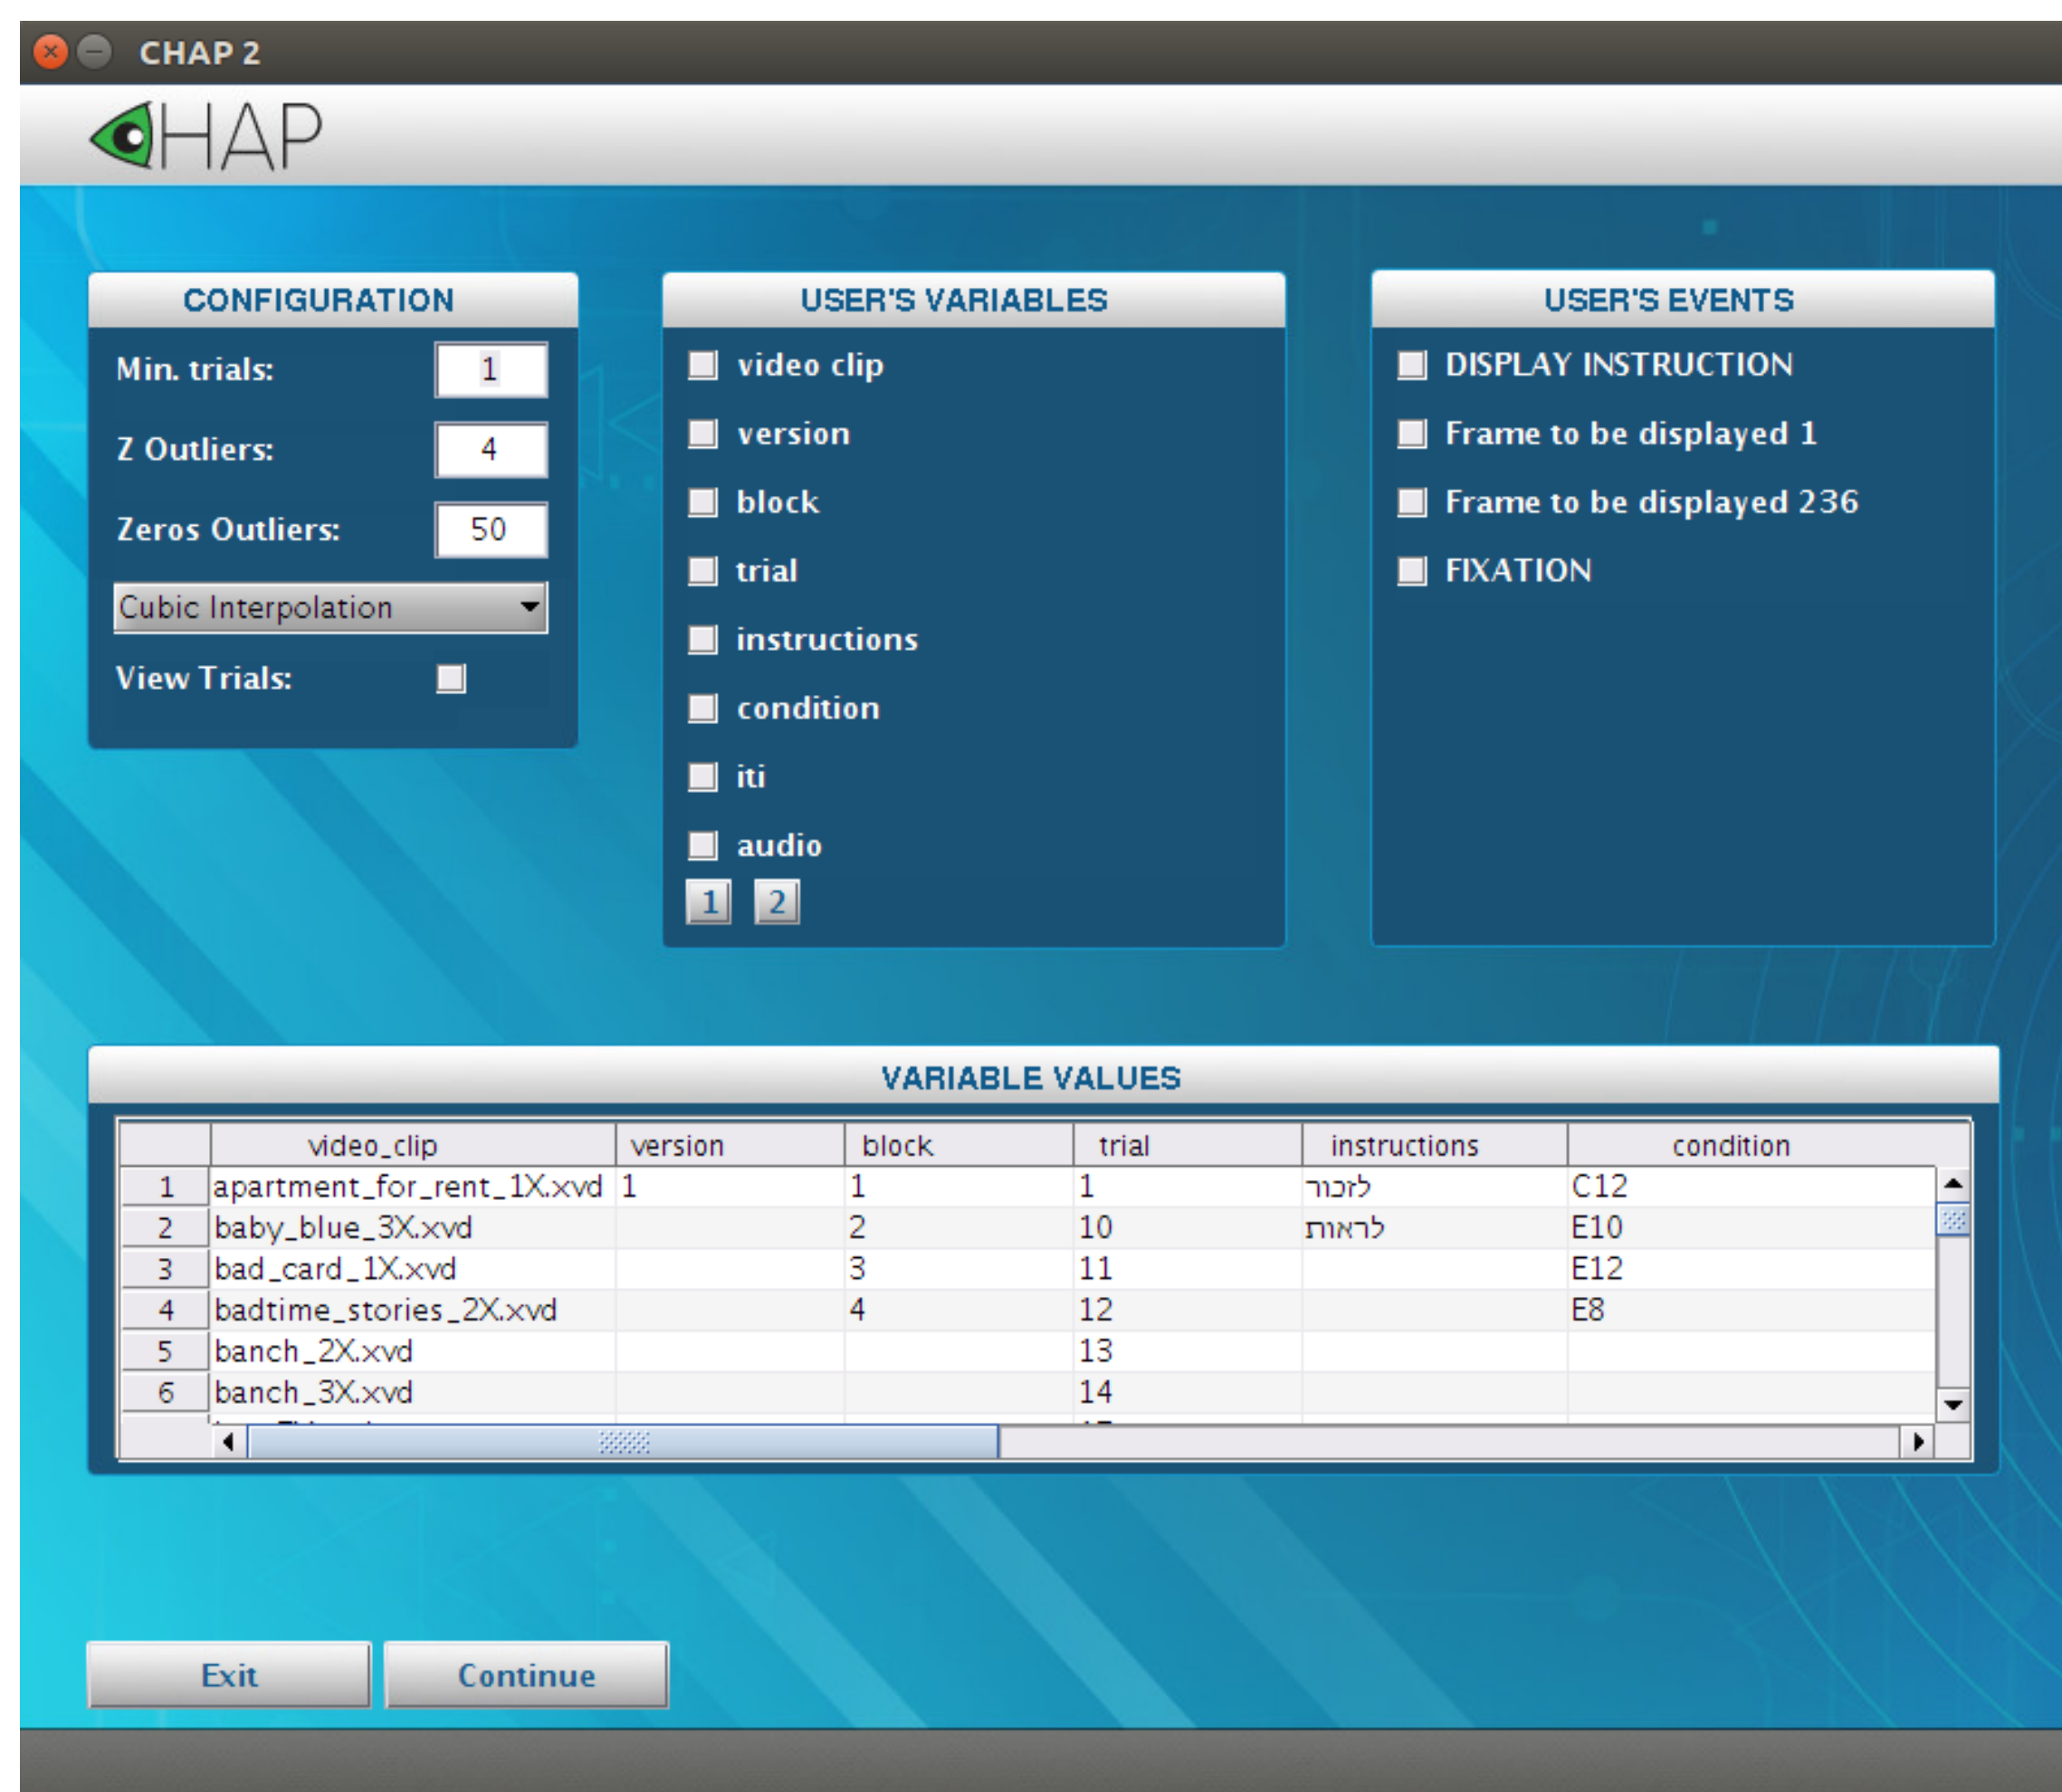 CHAP 2
CHAP
CONFIGURATION
Min. trials: 1
Z Outliers: 4
Zeros Outliers: 50
Cubic Interpolation
View Trials:
USER'S VARIABLES
video clip
version
block
trial
instructions
condition
iti
audio
1 2
USER'S EVENTS
DISPLAY INSTRUCTION
Frame to be displayed 1
Frame to be displayed 236
FIXATION
VARIABLE VALUES
video_clip version block trial instructions condition
1 apartment_for_rent_1X.xvd 1 1 1 לזכור C12
2 baby_blue_3X.xvd 2 10 לראות E10
3 bad_card_1X.xvd 3 11 E12
4 badtime_stories_2X.xvd 4 12 E8
5 banch_2X.xvd 13
6 banch_3X.xvd 14
Exit Continue